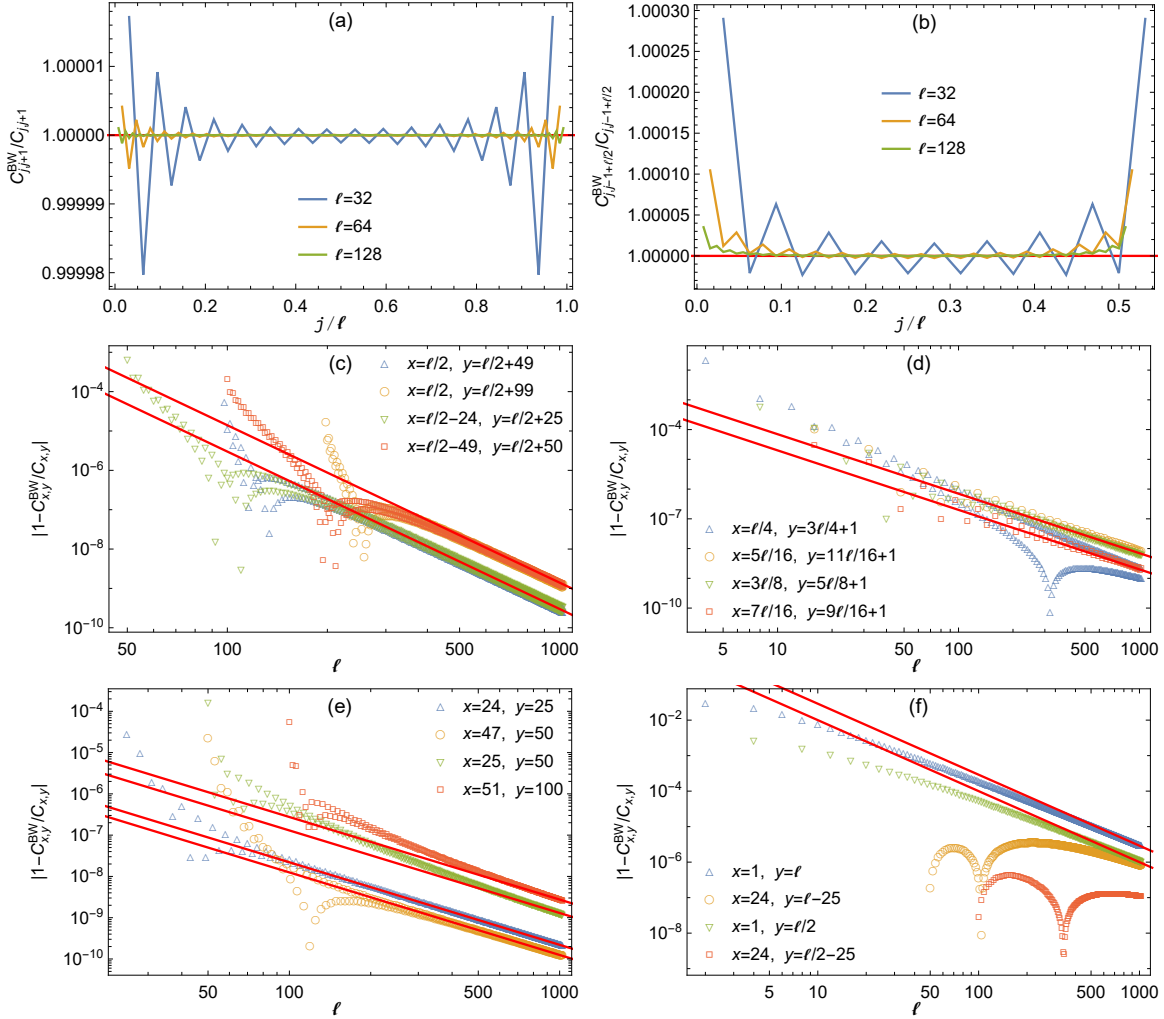 (a)
C^BW_{j,j+1}/C_{j,j+1}
1.00001
1.00000
0.99999
0.99998
ℓ=32
ℓ=64
ℓ=128
0.0 0.2 0.4 0.6 0.8 1.0
j/ℓ
(b)
C^BW_{j,j-1+ℓ/2}/C_{j,j-1+ℓ/2}
1.00030
1.00025
1.00020
1.00015
1.00010
1.00005
1.00000
ℓ=32
ℓ=64
ℓ=128
0.0 0.1 0.2 0.3 0.4 0.5
j/ℓ
(c)
|1-C^BW_{x,y}/C_{x,y}|
10^-4
10^-6
10^-8
10^-10
x=ℓ/2, y=ℓ/2+49
x=ℓ/2, y=ℓ/2+99
x=ℓ/2-24, y=ℓ/2+25
x=ℓ/2-49, y=ℓ/2+50
50 100 500 1000
ℓ
(d)
|1-C^BW_{x,y}/C_{x,y}|
10^-4
10^-7
10^-10
x=ℓ/4, y=3ℓ/4+1
x=5ℓ/16, y=11ℓ/16+1
x=3ℓ/8, y=5ℓ/8+1
x=7ℓ/16, y=9ℓ/16+1
5 10 50 100 500 1000
ℓ
(e)
|1-C^BW_{x,y}/C_{x,y}|
10^-4
10^-5
10^-6
10^-7
10^-8
10^-9
10^-10
x=24, y=25
x=47, y=50
x=25, y=50
x=51, y=100
50 100 500 1000
ℓ
(f)
|1-C^BW_{x,y}/C_{x,y}|
10^-2
10^-4
10^-6
10^-8
x=1, y=ℓ
x=24, y=ℓ-25
x=1, y=ℓ/2
x=24, y=ℓ/2-25
5 10 50 100 500 1000
ℓ